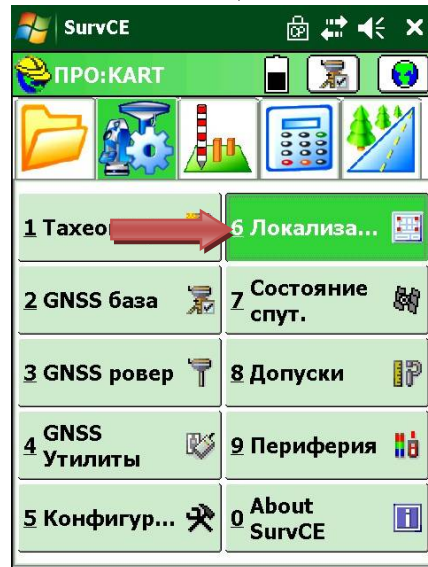 SurvCE
ПРО:KART
1 Тахео
6 Локализа...
2 GNSS база
7 Состояние
спут.
3 GNSS ровер
8 Допуски
4 GNSS
Утилиты
9 Периферия
5 Конфигур...
0 About
SurvCE